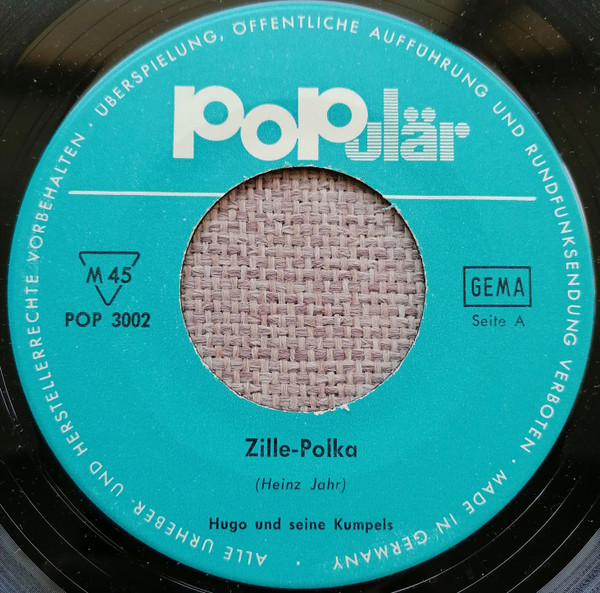 ALLE URHEBER- UND HERSTELLERRECHTE VORBEHALTEN · ÜBERSPIELUNG, ÖFFENTLICHE AUFFÜHRUNG UND RUNDFUNKSENDUNG VERBOTEN · MADE IN GERMANY ·
POPulär
M 45
POP 3002
GEMA
Seite A
Zille-Polka
(Heinz Jahr)
Hugo und seine Kumpels